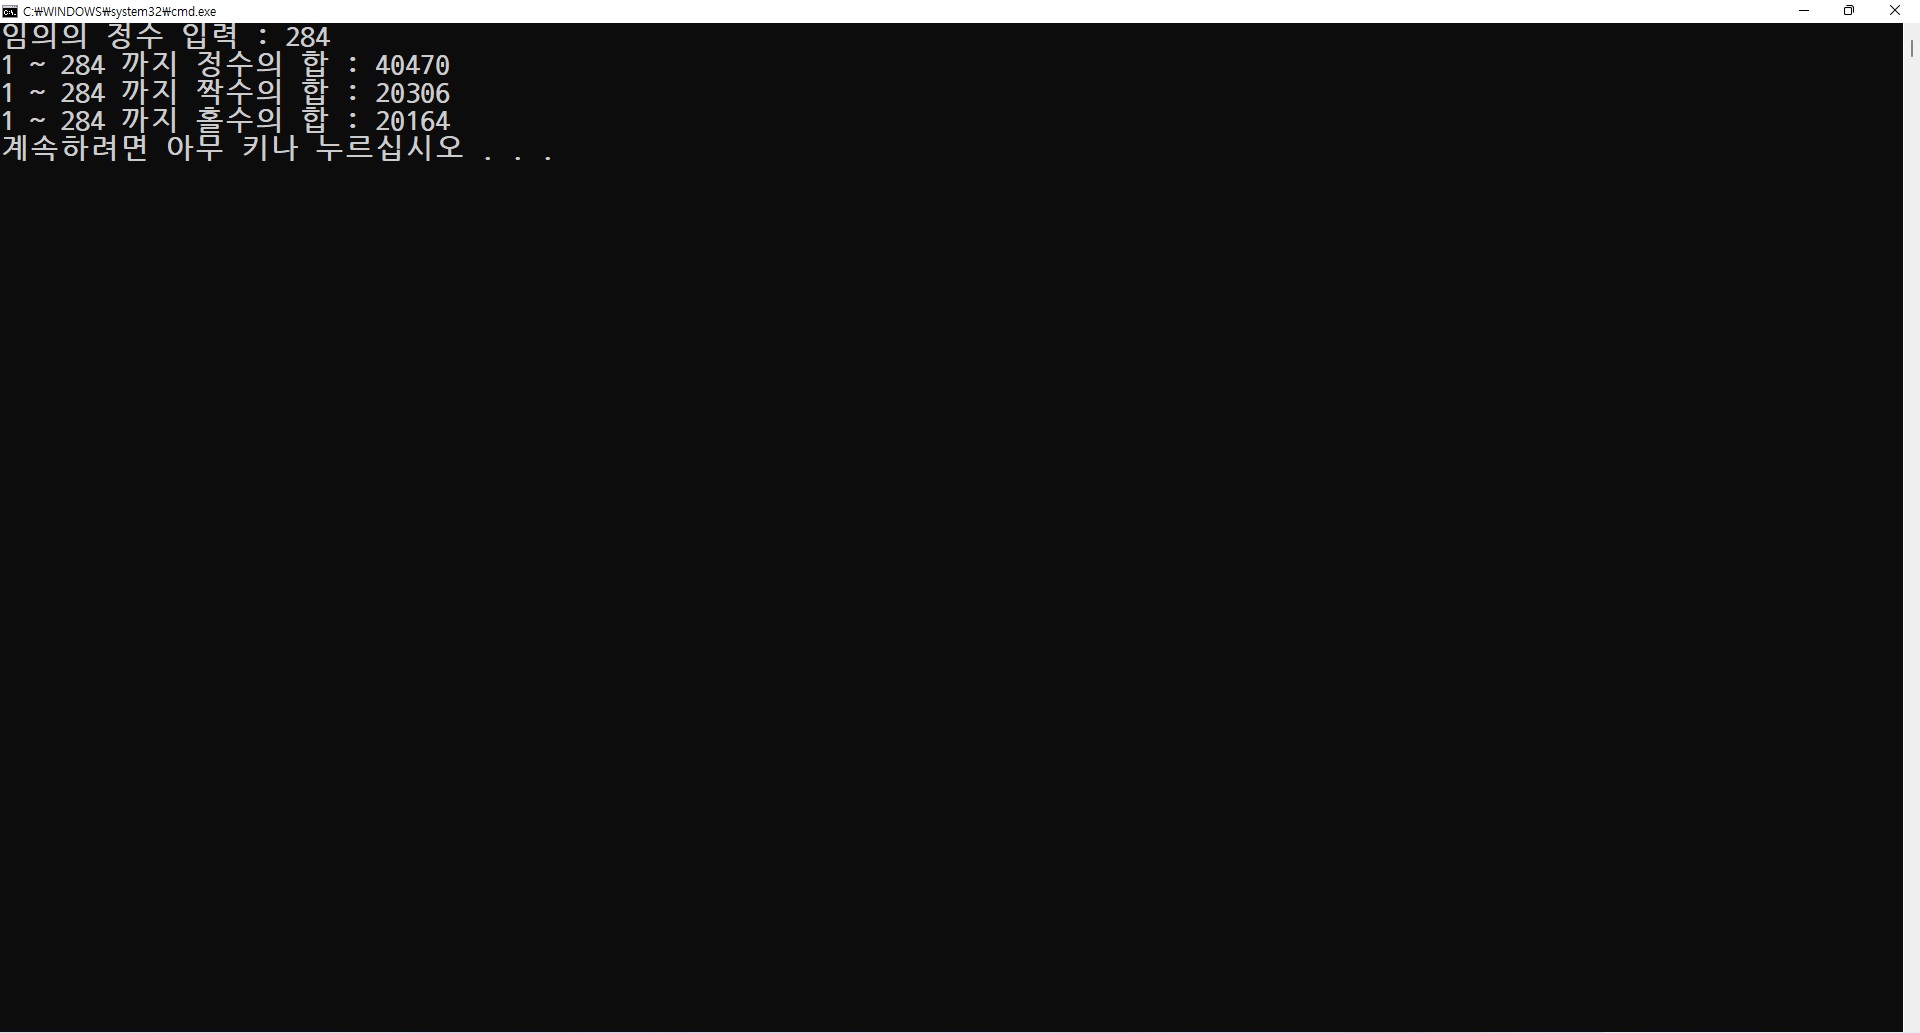 C:₩WINDOWS₩system32₩cmd.exe
임의의 정수 입력 : 284
1 ~ 284 까지 정수의 합 : 40470
1 ~ 284 까지 짝수의 합 : 20306
1 ~ 284 까지 홀수의 합 : 20164
계속하려면 아무 키나 누르십시오 . . .